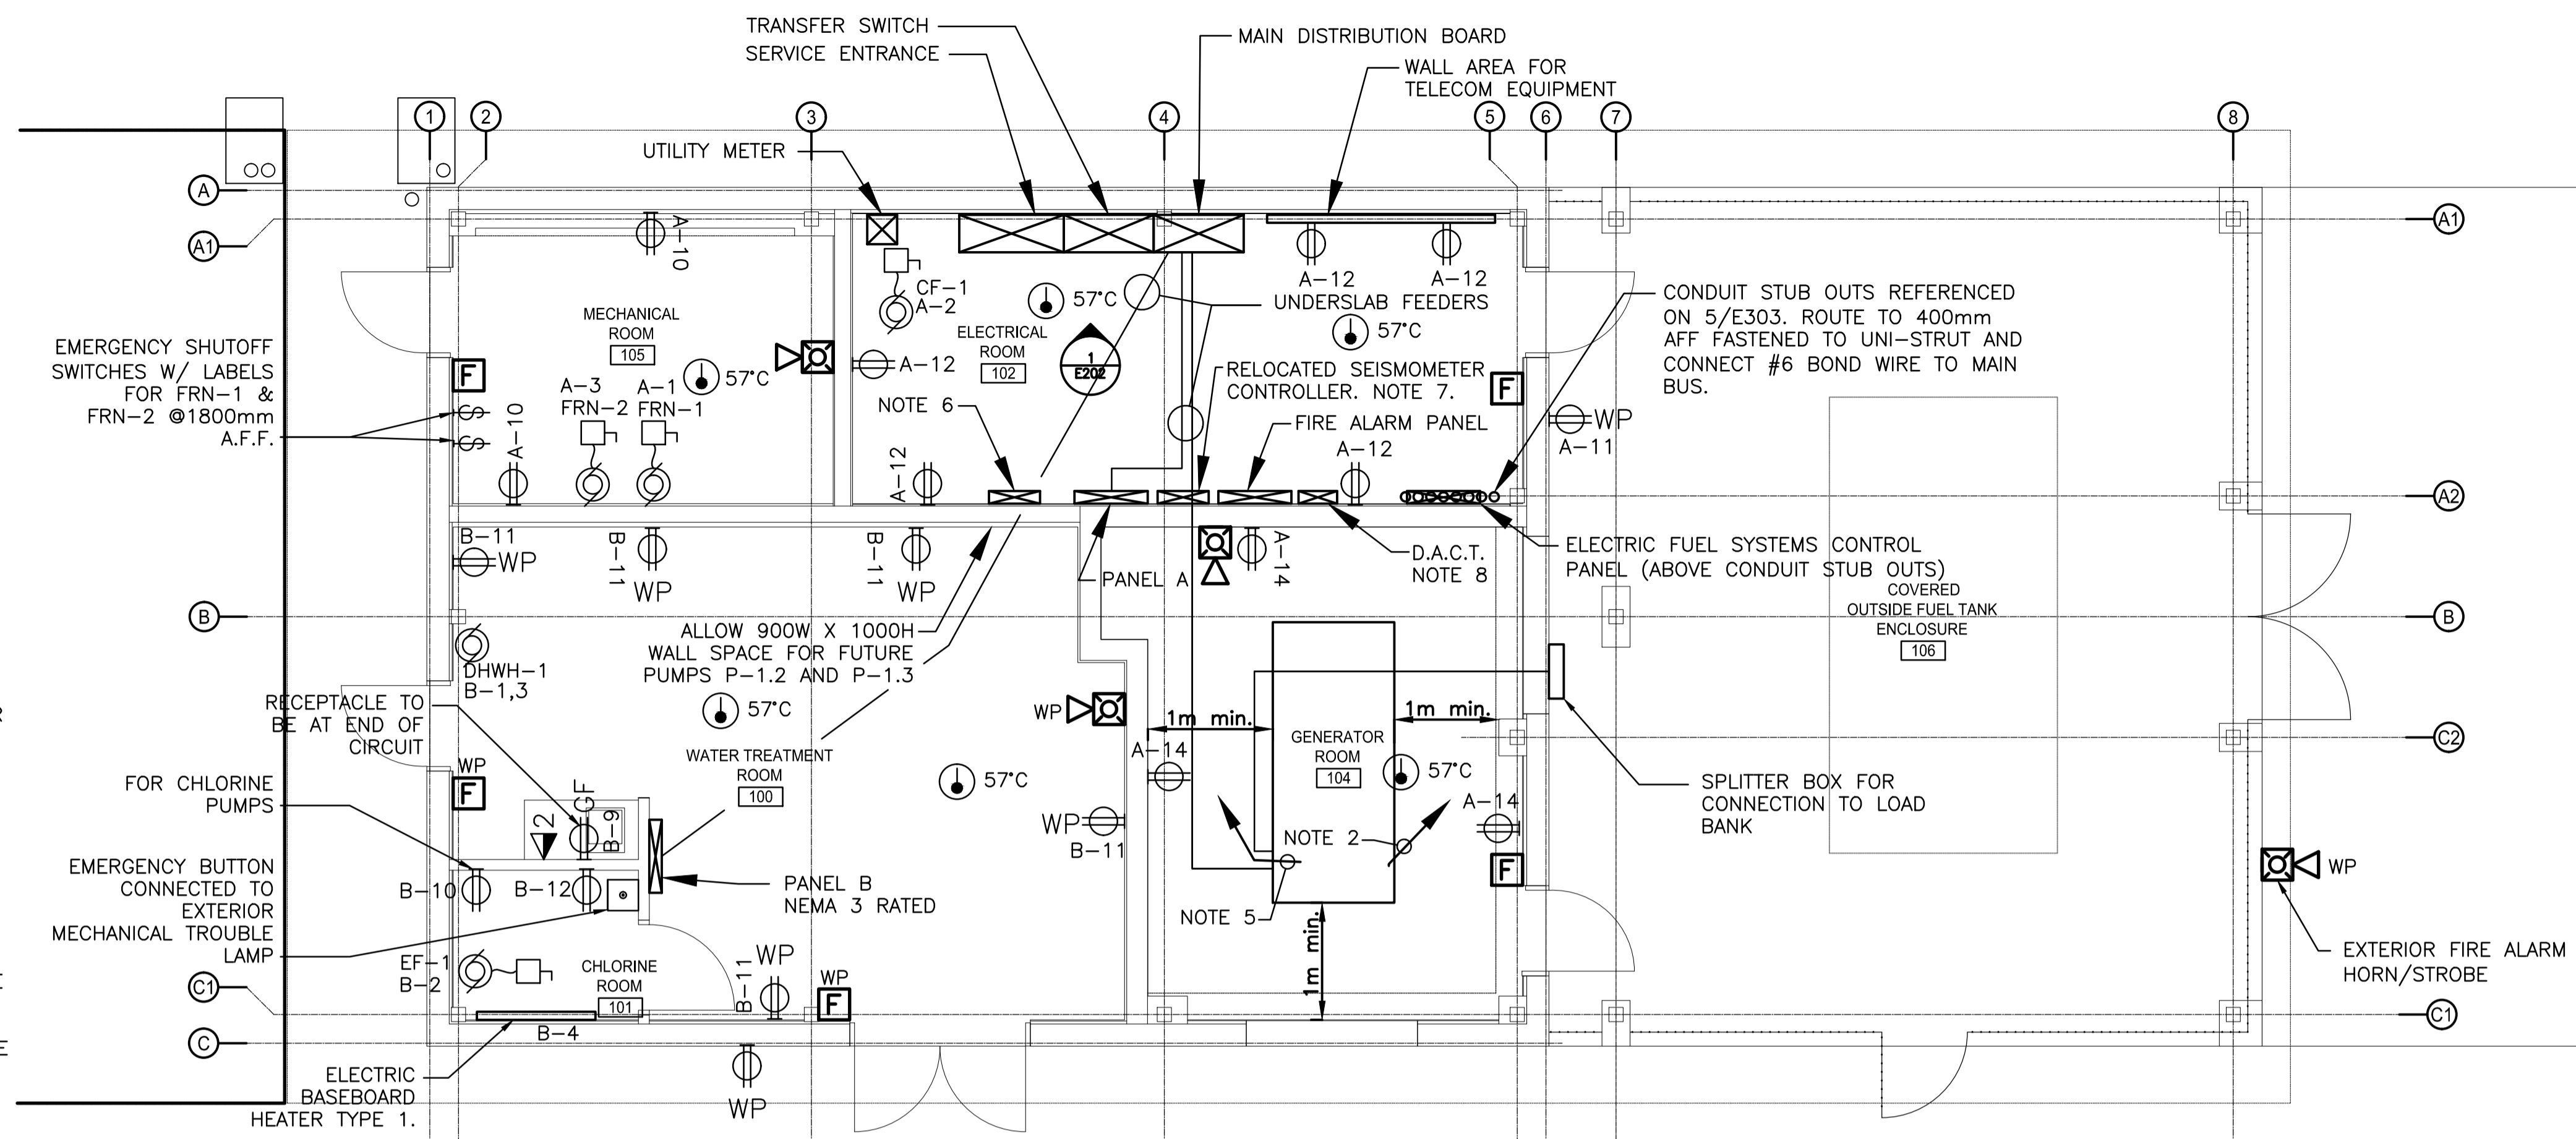 TRANSFER SWITCH
SERVICE ENTRANCE
MAIN DISTRIBUTION BOARD
WALL AREA FOR
TELECOM EQUIPMENT
UTILITY METER
1
2
3
4
5
6
7
8
A
A1
A1
A-10
CF-1
A-2
57°C
A-12
A-12
UNDERSLAB FEEDERS
57°C
MECHANICAL
ROOM
105
57°C
ELECTRICAL
ROOM
102
1
E202
A-12
CONDUIT STUB OUTS REFERENCED
ON 5/E303. ROUTE TO 400mm
AFF FASTENED TO UNI-STRUT AND
CONNECT #6 BOND WIRE TO MAIN
BUS.
EMERGENCY SHUTOFF
SWITCHES W/ LABELS
FOR FRN-1 &
FRN-2 @1800mm
A.F.F.
F
S
S
A-10
A-3
FRN-2
A-1
FRN-1
NOTE 6
A-12
RELOCATED SEISMOMETER
CONTROLLER. NOTE 7.
FIRE ALARM PANEL
A-12
F
WP
A-11
A2
B-11
WP
B-11
WP
B-11
WP
PANEL A
A-14
D.A.C.T.
NOTE 8
ELECTRIC FUEL SYSTEMS CONTROL
PANEL (ABOVE CONDUIT STUB OUTS)
COVERED
OUTSIDE FUEL TANK
ENCLOSURE
106
B
B
ALLOW 900W X 1000H
WALL SPACE FOR FUTURE
PUMPS P-1.2 AND P-1.3
DHWH-1
B-1,3
RECEPTACLE TO
BE AT END OF
CIRCUIT
R
57°C
WP
1m min.
1m min.
GENERATOR
ROOM
104
57°C
C2
WATER TREATMENT
ROOM
100
57°C
A-14
A-14
SPLITTER BOX FOR
CONNECTION TO LOAD
BANK
FOR CHLORINE
PUMPS
WP
F
GF
B-9
2
WP
B-11
NOTE 2
NOTE 5
F
WP
EMERGENCY BUTTON
CONNECTED TO
EXTERIOR
MECHANICAL TROUBLE
LAMP
B-10
B-12
PANEL B
NEMA 3 RATED
1m min.
EF-1
B-2
CHLORINE
ROOM
101
B-11
WP
WP
F
EXTERIOR FIRE ALARM
HORN/STROBE
C1
C1
C
E
B-4
ELECTRIC
BASEBOARD
HEATER TYPE 1.
WP